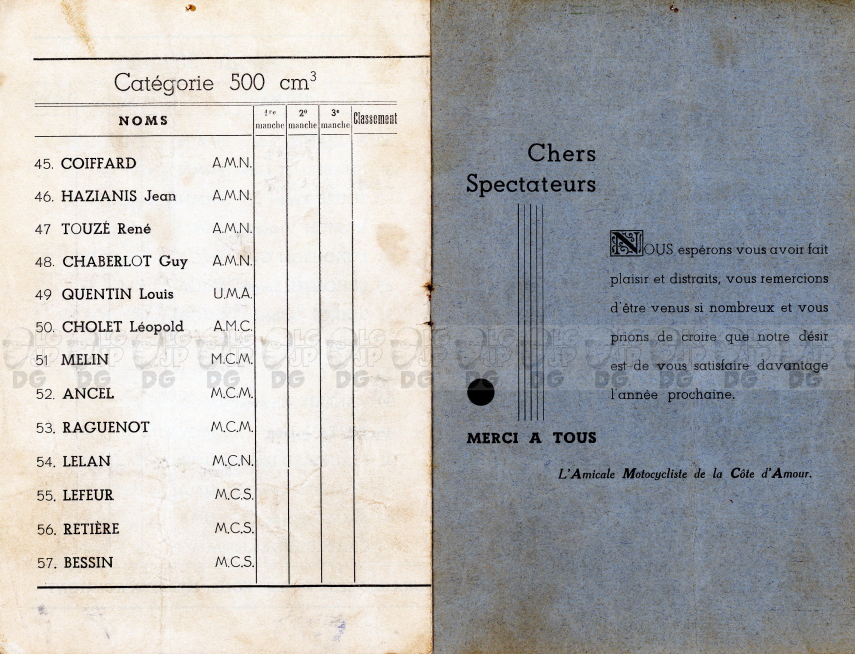 Catégorie 500 cm³
NOMS 1re manche 2e manche 3e manche Classement
45. COIFFARD A.M.N.
46. HAZIANIS Jean A.M.N.
47 TOUZÉ René A.M.N.
48. CHABERLOT Guy A.M.N.
49 QUENTIN Louis U.M.A.
50. CHOLET Léopold A.M.C.
51 MELIN M.C.M.
52. ANCEL M.C.M.
53. RAGUENOT M.C.M.
54. LELAN M.C.N.
55. LEFEUR M.C.S.
56. RETIÈRE M.C.S.
57. BESSIN M.C.S.
Chers
Spectateurs
NOUS espérons vous avoir fait
plaisir et distraits, vous remercions
d'être venus si nombreux et vous
prions de croire que notre désir
est de vous satisfaire davantage
l'année prochaine.
MERCI A TOUS
L'Amicale Motocycliste de la Côte d'Amour.